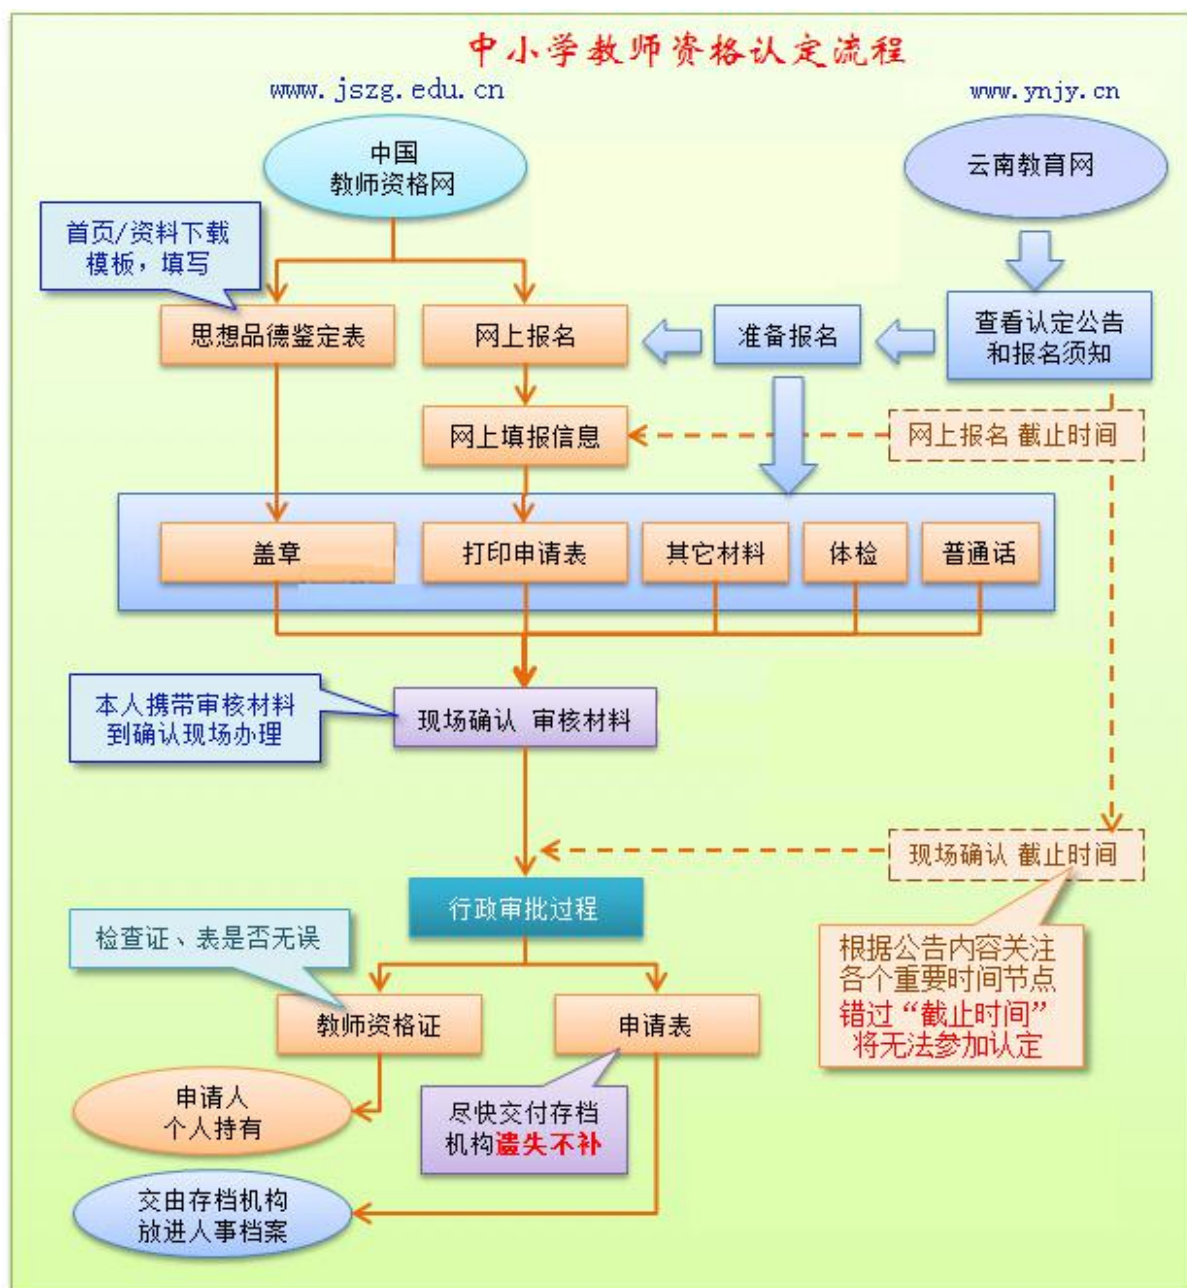 中小学教师资格认定流程
www.jszg.edu.cn
www.ynjy.cn
中国
教师资格网
云南教育网
首页/资料下载
模板，填写
思想品德鉴定表
网上报名
准备报名
查看认定公告
和报名须知
网上填报信息
网上报名 截止时间
盖章
打印申请表
其它材料
体检
普通话
本人携带审核材料
到确认现场办理
现场确认 审核材料
现场确认 截止时间
行政审批过程
检查证、表是否无误
根据公告内容关注
各个重要时间节点
错过“截止时间”
将无法参加认定
教师资格证
申请表
申请人
个人持有
尽快交付存档
机构遗失不补
交由存档机构
放进人事档案